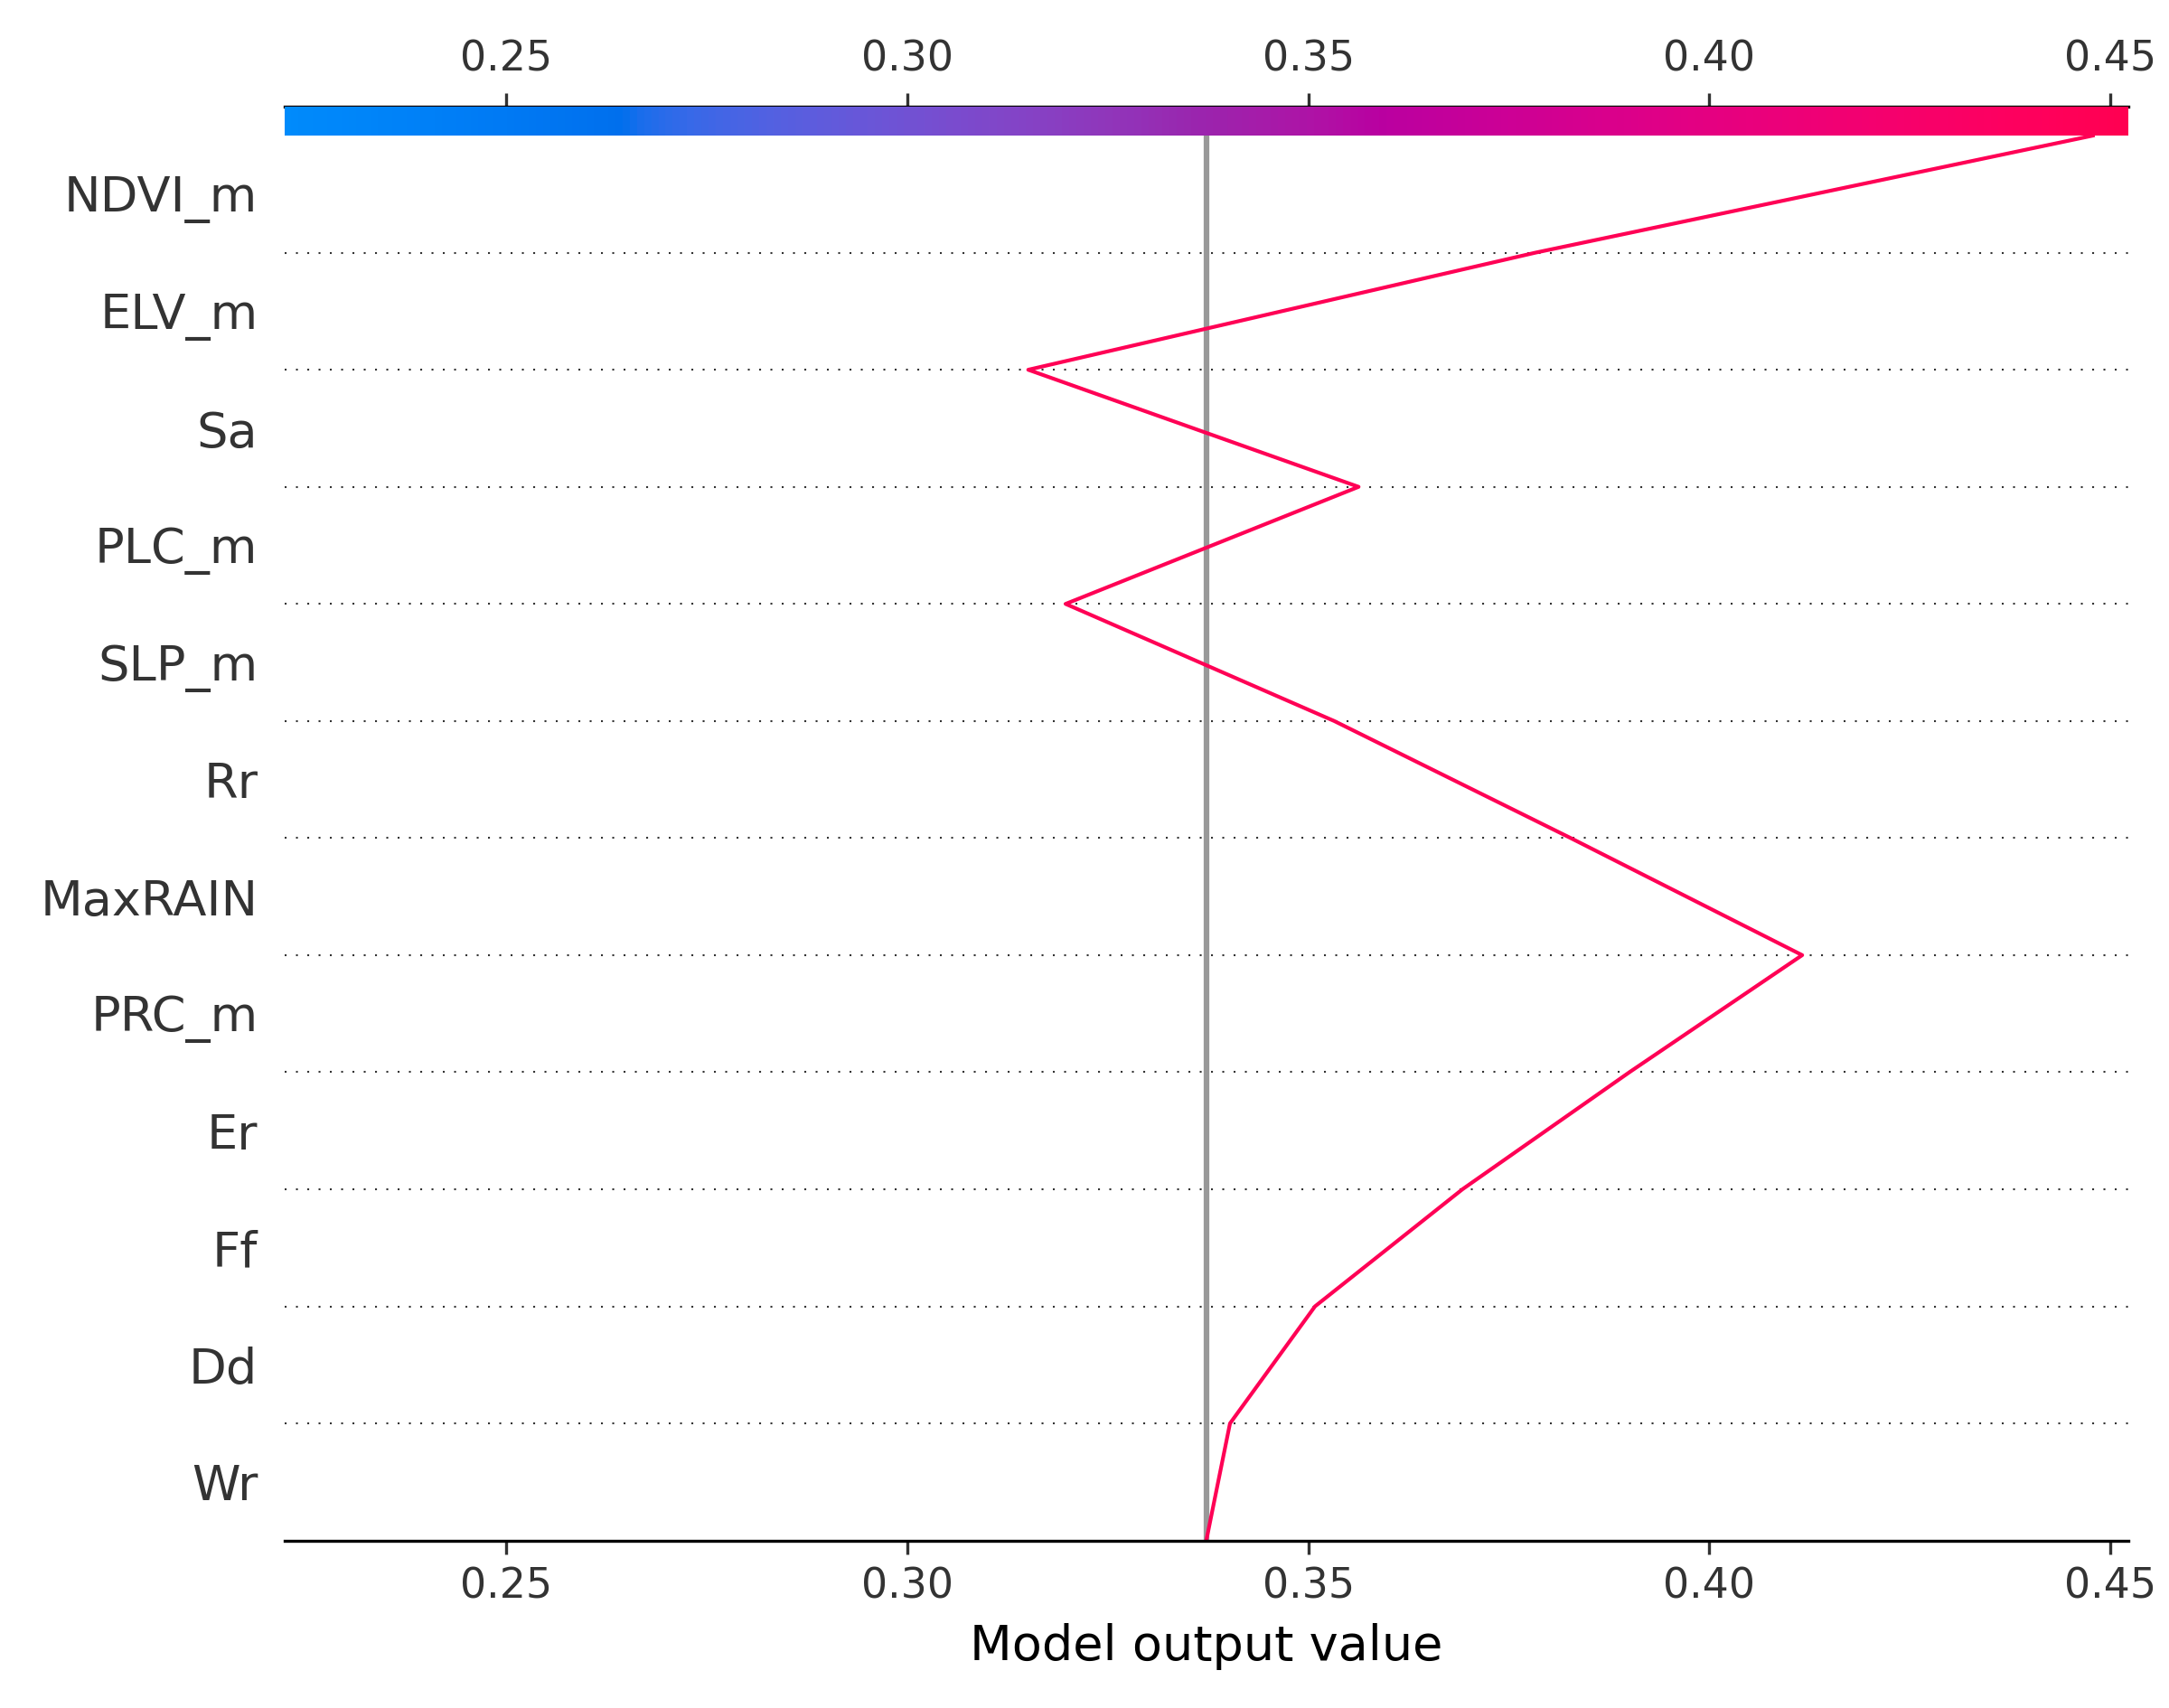 0.25 0.30 0.35 0.40 0.45
NDVI_m
ELV_m
Sa
PLC_m
SLP_m
Rr
MaxRAIN
PRC_m
Er
Ff
Dd
Wr
0.25 0.30 0.35 0.40 0.45
Model output value